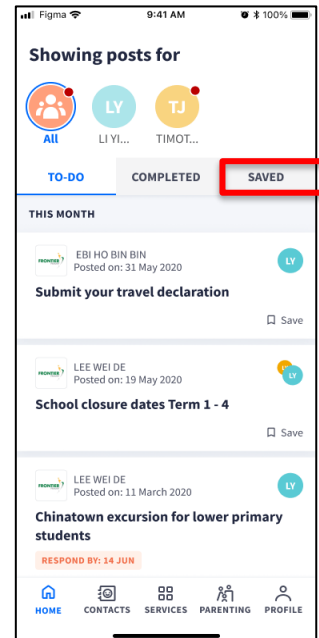 Figma 9:41 AM 100%
Showing posts for
LY TJ
All LI YI... TIMOT...
TO-DO COMPLETED SAVED
THIS MONTH
FRONTIER EBI HO BIN BIN LY
Posted on: 31 May 2020
Submit your travel declaration
Save
FRONTIER LEE WEI DE LY
Posted on: 19 May 2020
School closure dates Term 1 - 4
Save
FRONTIER LEE WEI DE LY
Posted on: 11 March 2020
Chinatown excursion for lower primary
students
RESPOND BY: 14 JUN
HOME CONTACTS SERVICES PARENTING PROFILE